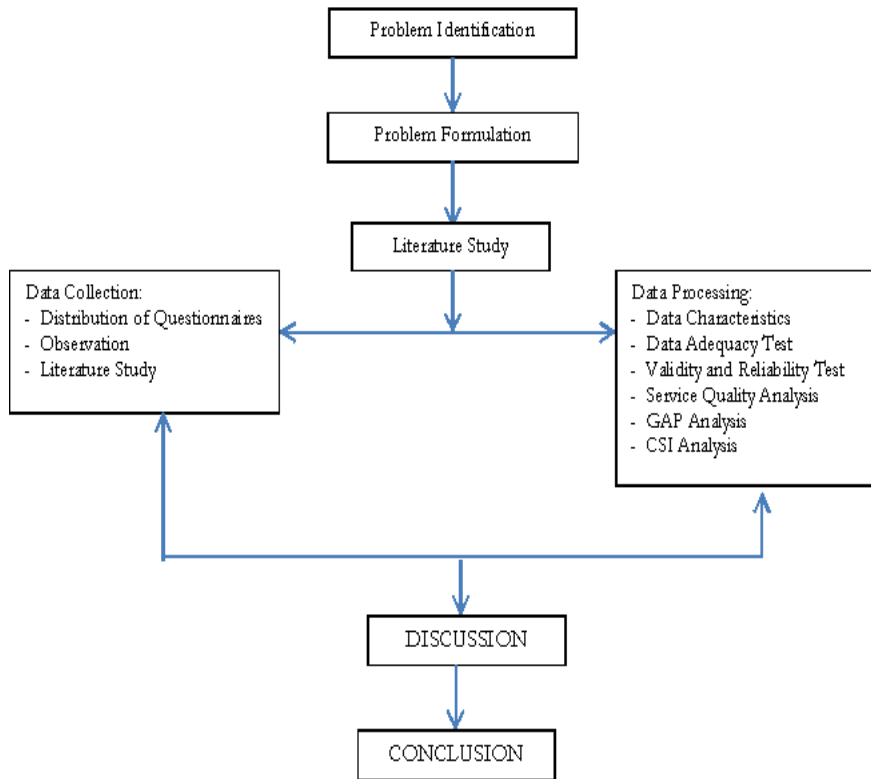 Problem Identification
Problem Formulation
Literature Study
Data Collection:
- Distribution of Questionnaires
- Observation
- Literature Study
Data Processing:
- Data Characteristics
- Data Adequacy Test
- Validity and Reliability Test
- Service Quality Analysis
- GAP Analysis
- CSI Analysis
DISCUSSION
CONCLUSION